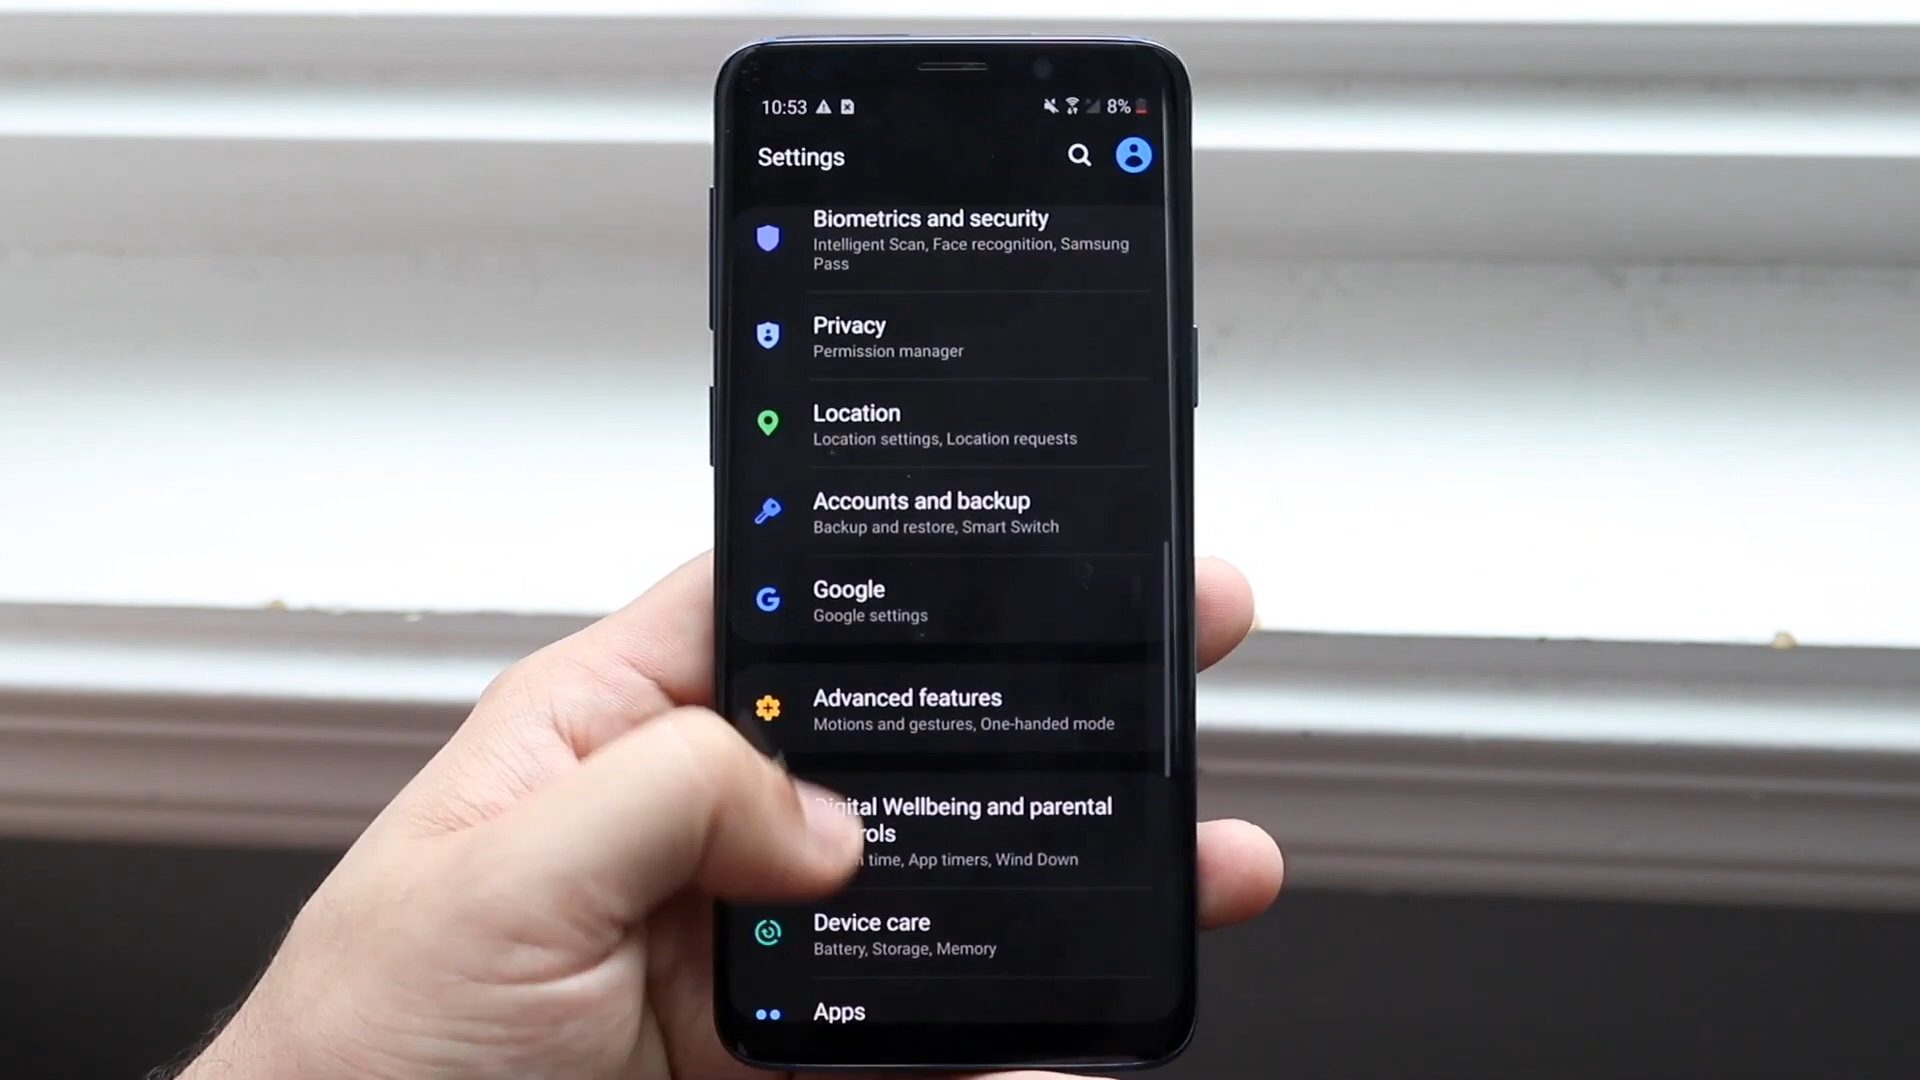 10:53 8%
Settings
Biometrics and security
Intelligent Scan, Face recognition, Samsung
Pass
Privacy
Permission manager
Location
Location settings, Location requests
Accounts and backup
Backup and restore, Smart Switch
Google
Google settings
Advanced features
Motions and gestures, One-handed mode
Wellbeing and parental
time, App timers, Wind Down
Device care
Battery, Storage, Memory
Apps